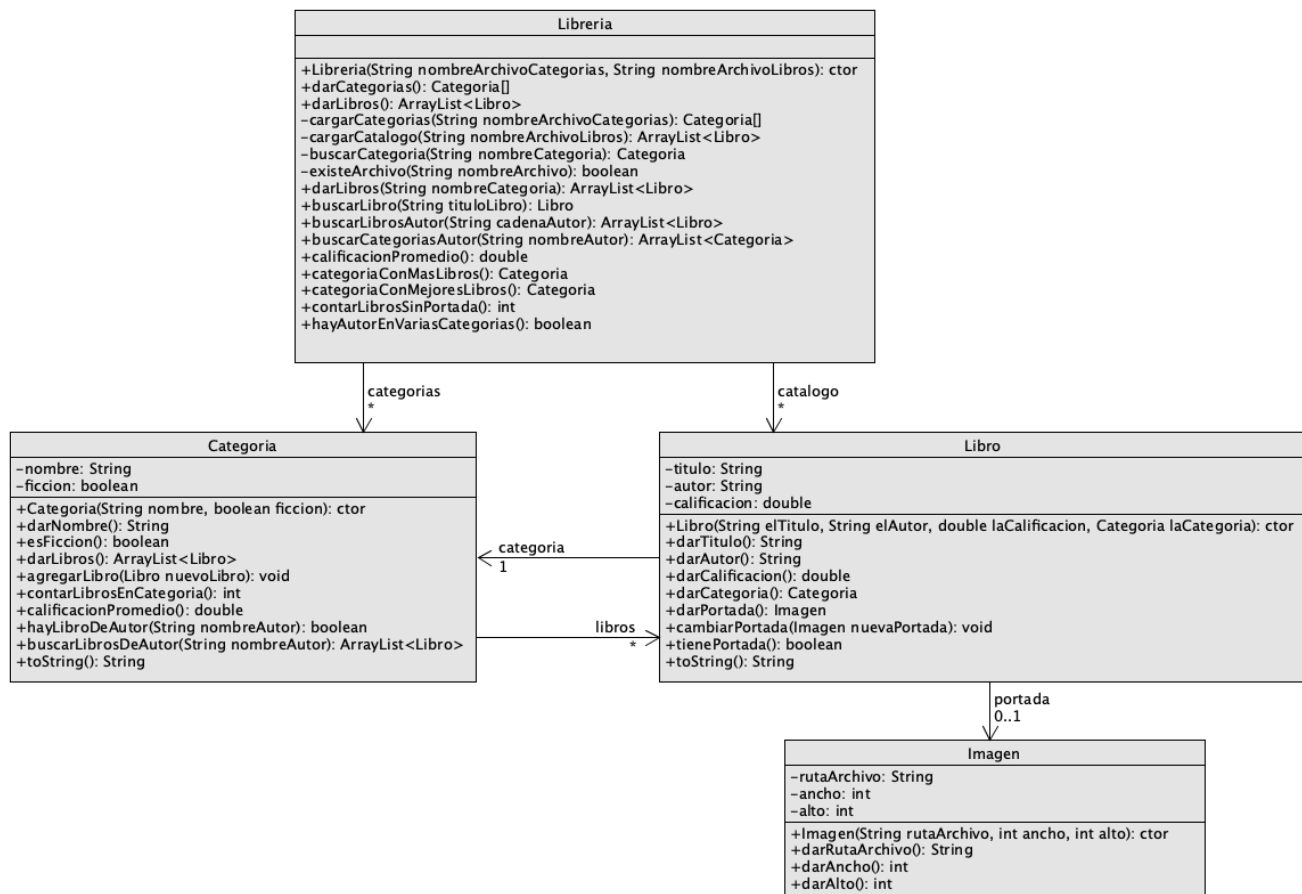 Libreria
+Libreria(String nombreArchivoCategorias, String nombreArchivoLibros): ctor
+darCategorias(): Categoria[]
+darLibros(): ArrayList<Libro>
-cargarCategorias(String nombreArchivoCategorias): Categoria[]
-cargarCatalogo(String nombreArchivoLibros): ArrayList<Libro>
-buscarCategoria(String nombreCategoria): Categoria
-existeArchivo(String nombreArchivo): boolean
+darLibros(String nombreCategoria): ArrayList<Libro>
+buscarLibro(String tituloLibro): Libro
+buscarLibrosAutor(String cadenaAutor): ArrayList<Libro>
+buscarCategoriasAutor(String nombreAutor): ArrayList<Categoria>
+calificacionPromedio(): double
+categoriaConMasLibros(): Categoria
+categoriaConMejoresLibros(): Categoria
+contarLibrosSinPortada(): int
+hayAutorEnVariasCategorias(): boolean
categorias
*
catalogo
*
Categoria
-nombre: String
-ficcion: boolean
+Categoria(String nombre, boolean ficcion): ctor
+darNombre(): String
+esFiccion(): boolean
+darLibros(): ArrayList<Libro>
+agregarLibro(Libro nuevoLibro): void
+contarLibrosEnCategoria(): int
+calificacionPromedio(): double
+hayLibroDeAutor(String nombreAutor): boolean
+buscarLibrosDeAutor(String nombreAutor): ArrayList<Libro>
+toString(): String
categoria
1
libros
*
Libro
-titulo: String
-autor: String
-calificacion: double
+Libro(String elTitulo, String elAutor, double laCalificacion, Categoria laCategoria): ctor
+darTitulo(): String
+darAutor(): String
+darCalificacion(): double
+darCategoria(): Categoria
+darPortada(): Imagen
+cambiarPortada(Imagen nuevaPortada): void
+tienePortada(): boolean
+toString(): String
portada
0..1
Imagen
-rutaArchivo: String
-ancho: int
-alto: int
+Imagen(String rutaArchivo, int ancho, int alto): ctor
+darRutaArchivo(): String
+darAncho(): int
+darAlto(): int